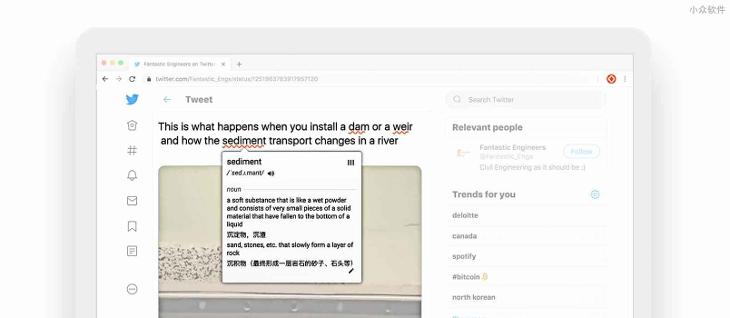 小众软件
Fantastic Engineers on Twitte
twitter.com/Fantastic_Engs/status/1251963783917957120
Tweet
Search Twitter
This is what happens when you install a dam or a weir
and how the sediment transport changes in a river
Relevant people
Fantastic Engineers
@Fantastic_Engs
Follow
Civil Engineering as it should be :)
sediment
/ˈsed.ɪ.mənt/
noun
a soft substance that is like a wet powder
and consists of very small pieces of a solid
material that have fallen to the bottom of a
liquid
沉淀物，沉渣
sand, stones, etc. that slowly form a layer of
rock
沉积物（最终形成一层岩石的砂子、石头等）
Trends for you
deloitte
canada
spotify
#bitcoin
north korean